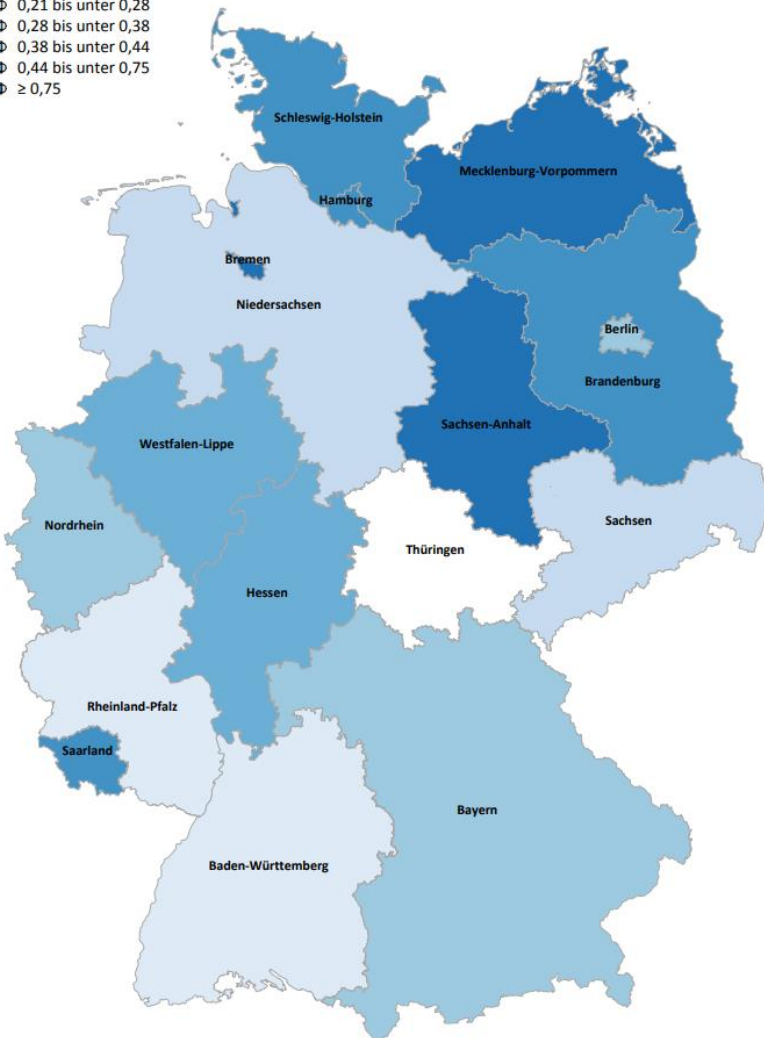 0,21 bis unter 0,28
0,28 bis unter 0,38
0,38 bis unter 0,44
0,44 bis unter 0,75
≥ 0,75
Schleswig-Holstein
Mecklenburg-Vorpommern
Hamburg
Bremen
Niedersachsen
Berlin
Brandenburg
Sachsen-Anhalt
Westfalen-Lippe
Nordrhein
Sachsen
Thüringen
Hessen
Rheinland-Pfalz
Saarland
Bayern
Baden-Württemberg